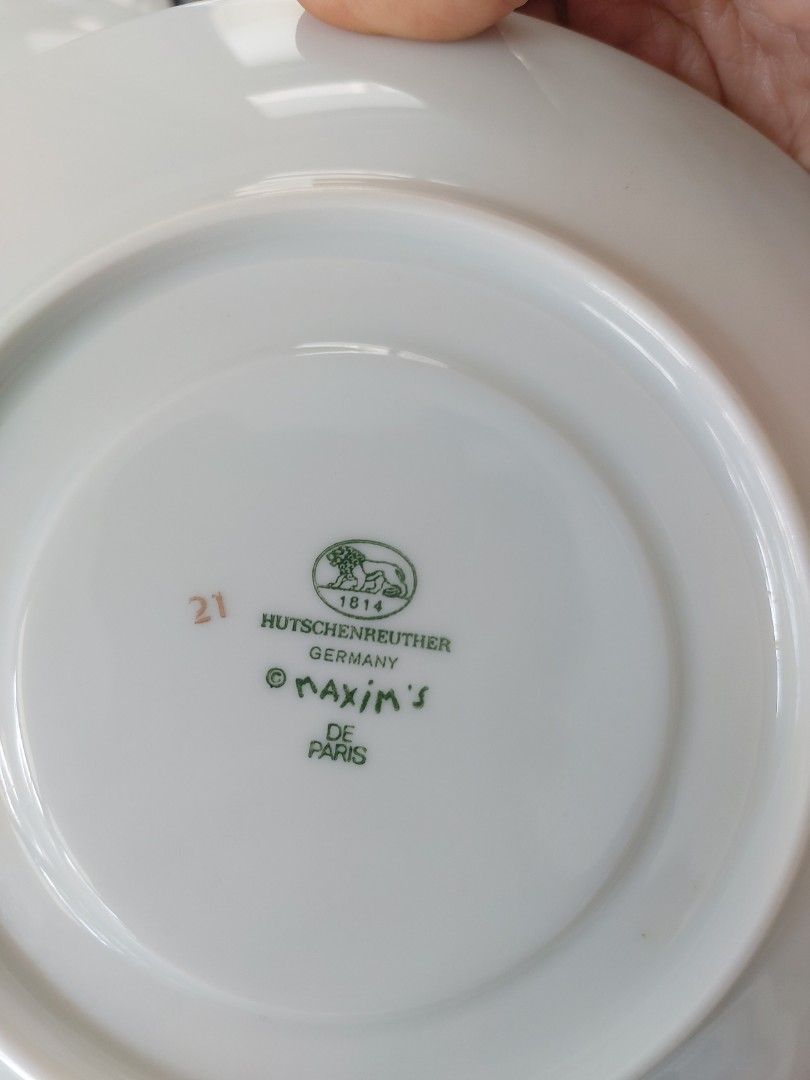 1814
21
HUTSCHENREUTHER
GERMANY
© MAXiM'S
DE
PARIS